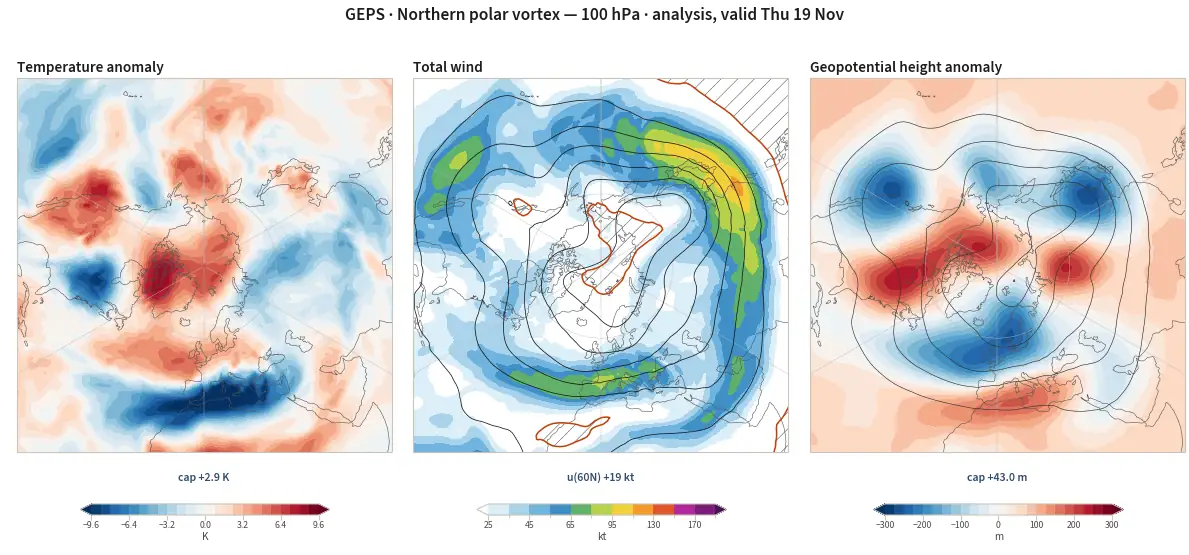 GEPS · Northern polar vortex — 100 hPa · analysis, valid Thu 19 Nov
Temperature anomaly
Total wind
Geopotential height anomaly
cap +2.9 K
u(60N) +19 kt
cap +43.0 m
−9.6 −6.4 −3.2 0.0 3.2 6.4 9.6
K
25 45 65 95 130 170
kt
−300 −200 −100 0 100 200 300
m